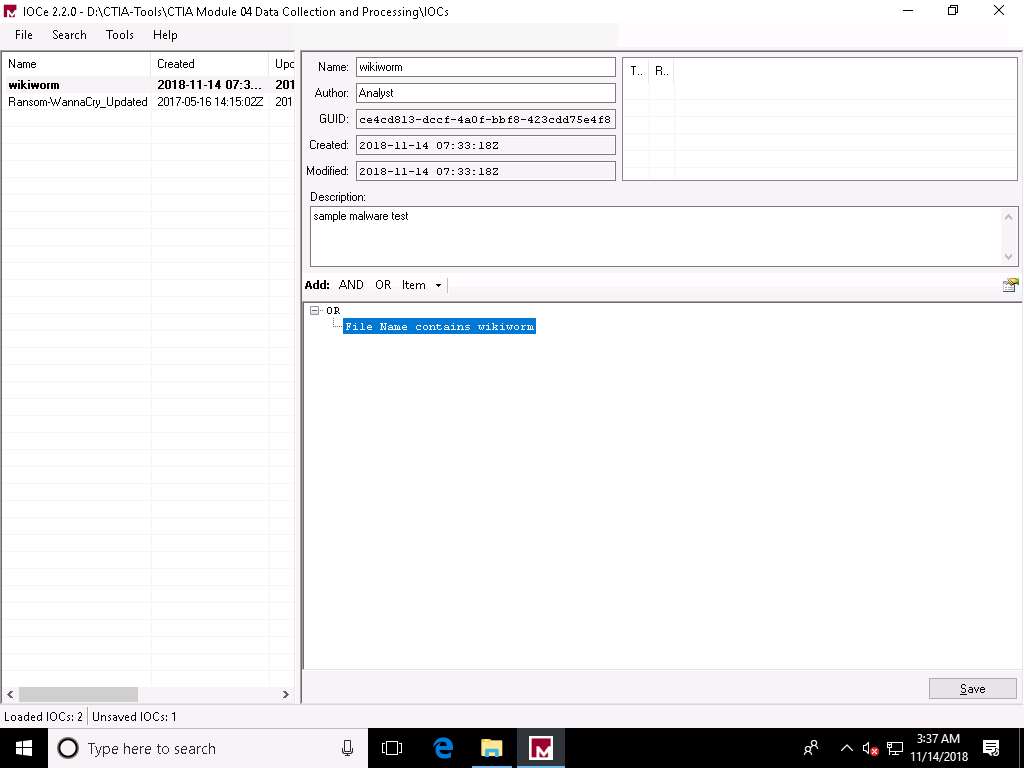 IOCe 2.2.0 - D:\CTIA-Tools\CTIA Module 04 Data Collection and Processing\IOCs
File Search Tools Help
Name Created Upd
wikiworm 2018-11-14 07:3... 201
Ransom-WannaCry_Updated 2017-05-16 14:15:02Z 201
Name: wikiworm
Author: Analyst
GUID: ce4cd813-dccf-4a0f-bbf8-423cdd75e4f8
Created: 2018-11-14 07:33:18Z
Modified: 2018-11-14 07:33:18Z
T.. R..
Description:
sample malware test
Add: AND OR Item
OR
File Name contains wikiworm
Save
Loaded IOCs: 2 Unsaved IOCs: 1
Type here to search
3:37 AM
11/14/2018